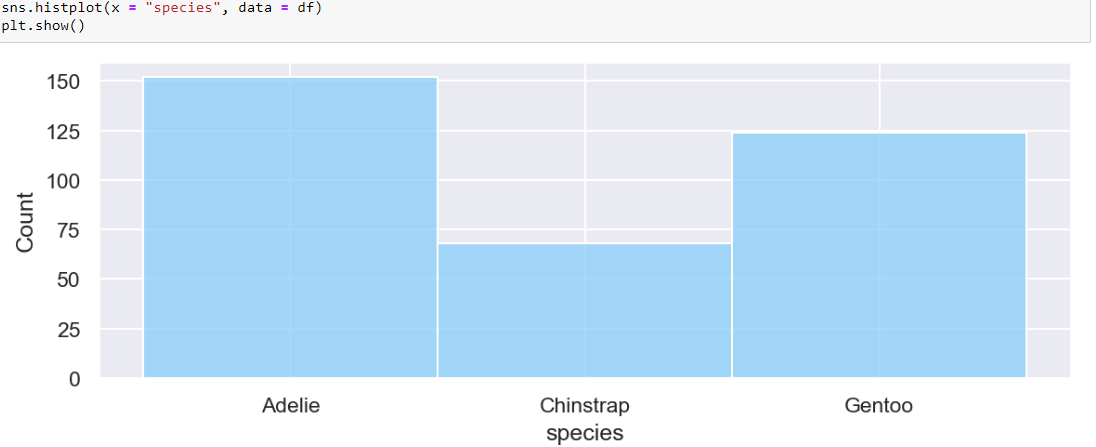 sns.histplot(x = "species", data = df)
plt.show()
150
125
100
75
50
25
0
Count
Adelie Chinstrap Gentoo
species